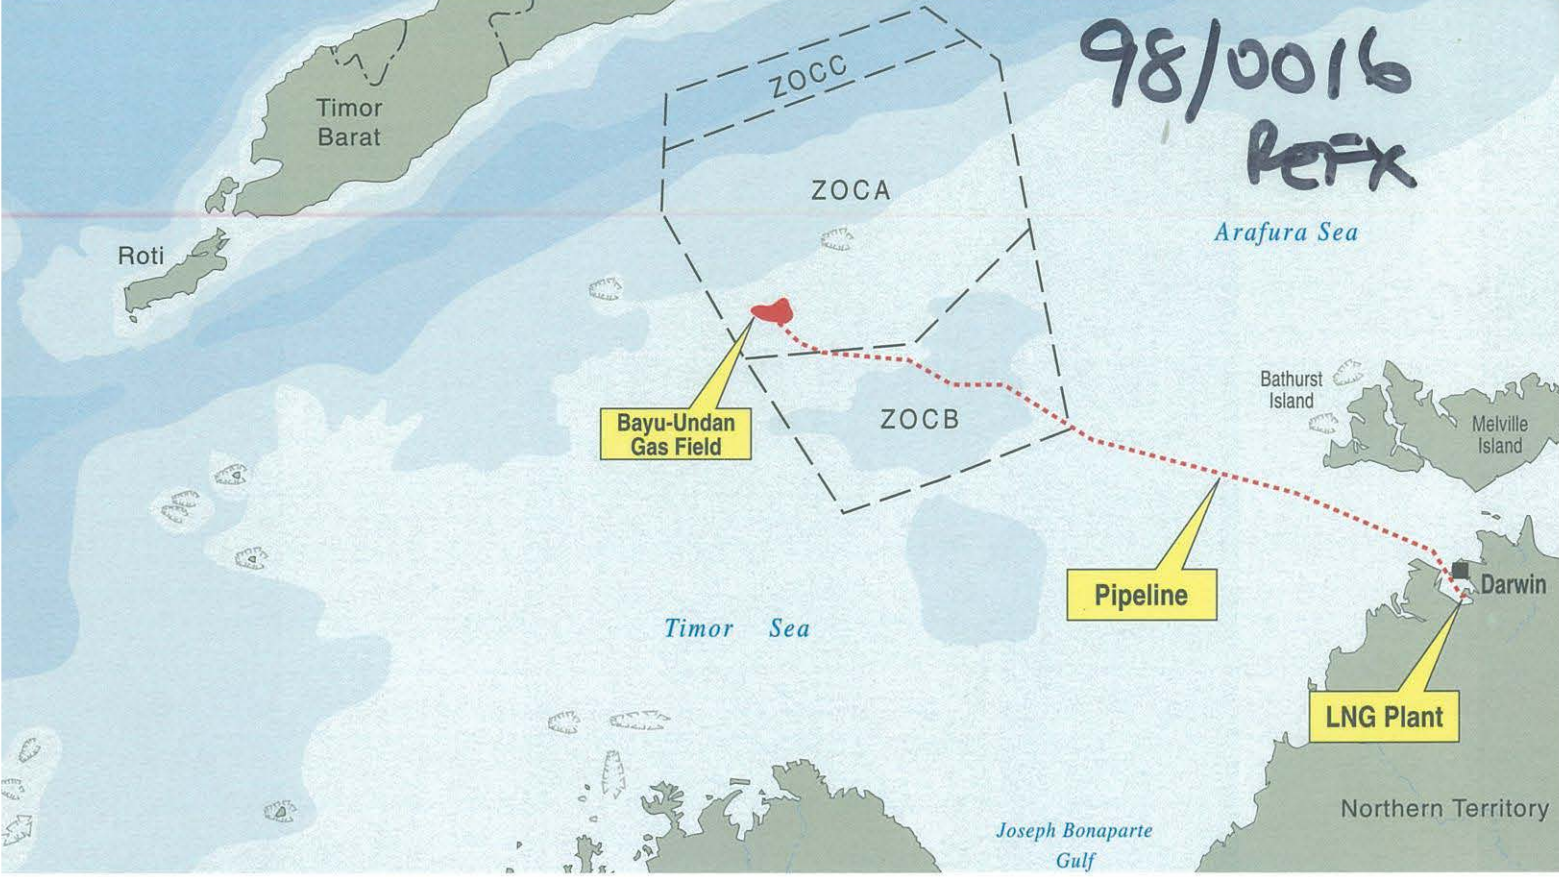 98/0016
ReFX
ZOCC
Timor
Barat
ZOCA
Arafura Sea
Roti
Bathurst
Island
Bayu-Undan
Gas Field
ZOCB
Melville
Island
Pipeline
Darwin
Timor Sea
LNG Plant
Northern Territory
Joseph Bonaparte
Gulf